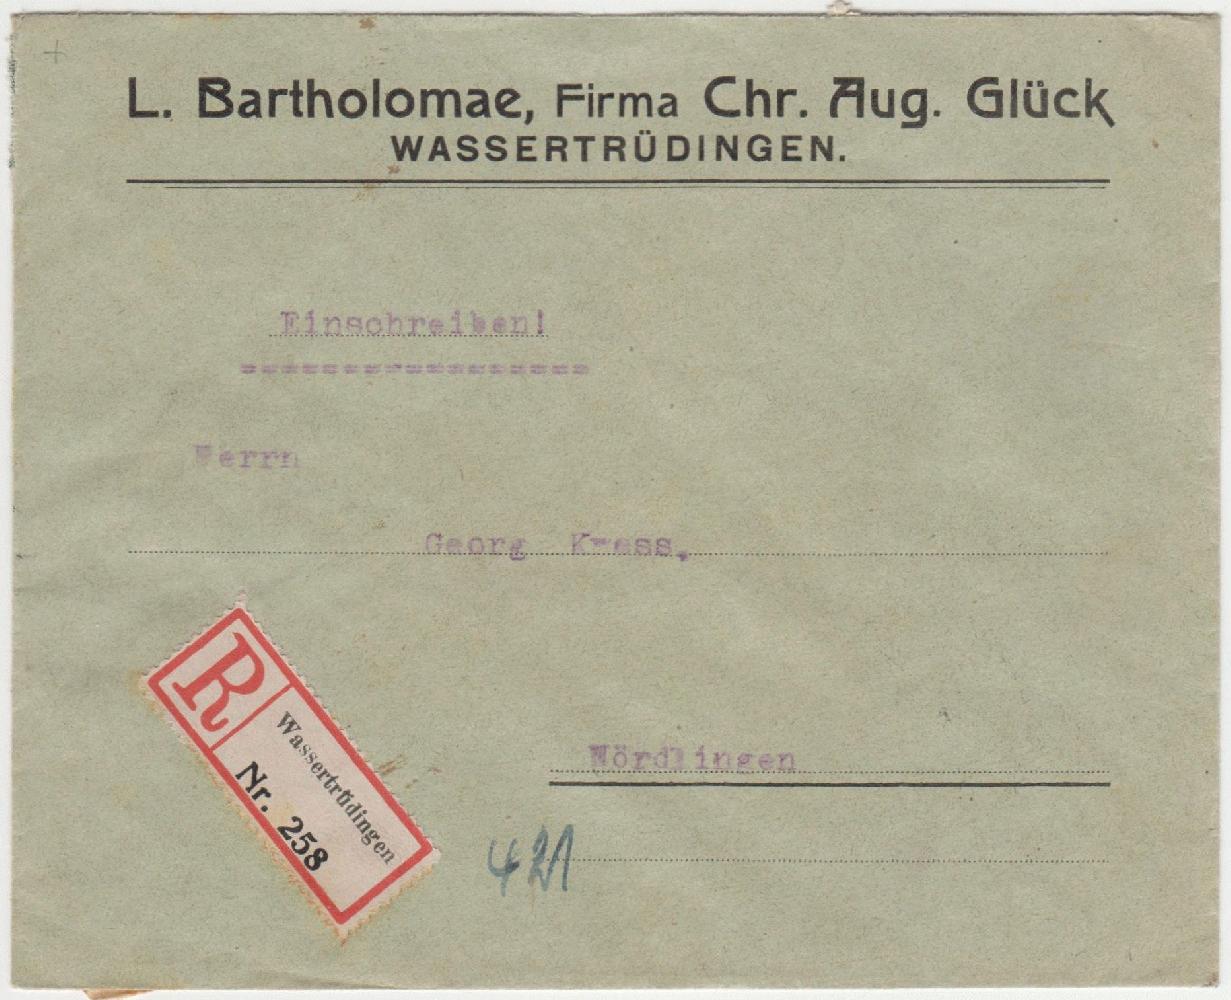 L. Bartholomae, Firma Chr. Aug. Glück
WASSERTRÜDINGEN.
Einschreiben!
=================
Herrn
Georg Kress,
R
Wassertrüdingen
Nr. 258
Nördlingen
421